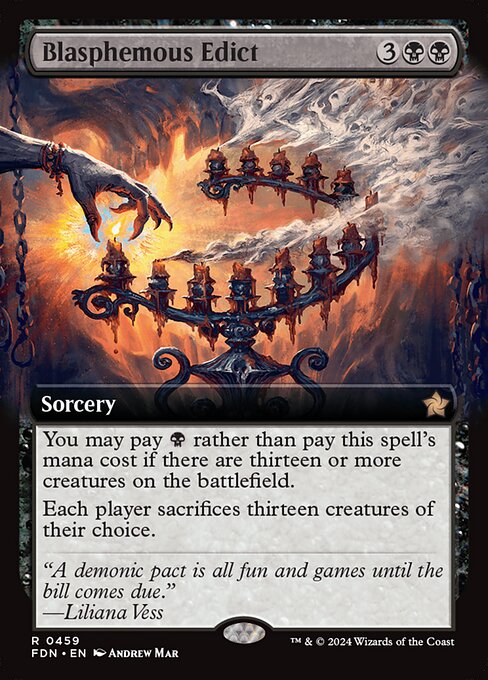 Blasphemous Edict 3
Sorcery
You may pay rather than pay this spell's
mana cost if there are thirteen or more
creatures on the battlefield.
Each player sacrifices thirteen creatures of
their choice.
"A demonic pact is all fun and games until the
bill comes due."
—Liliana Vess
R 0459
FDN • EN Andrew Mar
™ & © 2024 Wizards of the Coast